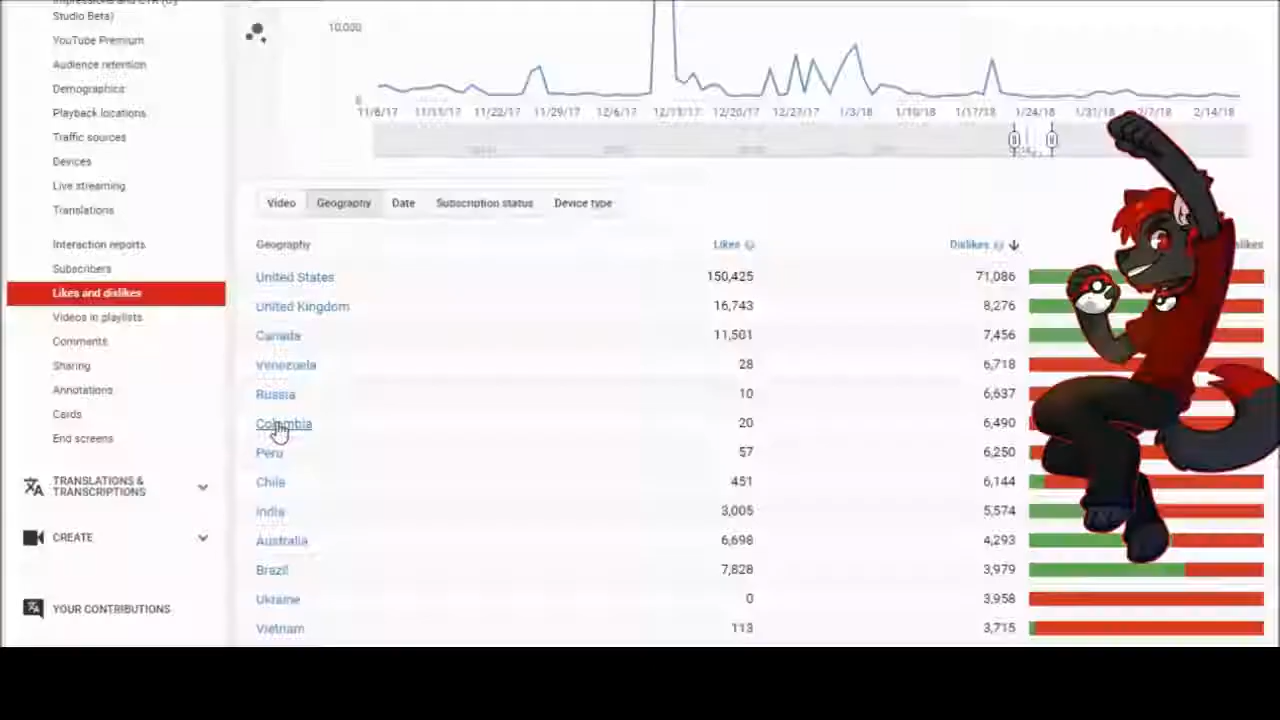 Impressions and CTR (by
Studio Beta)
YouTube Premium
Audience retention
Demographics
Playback locations
Traffic sources
Devices
Live streaming
Translations
Interaction reports
Subscribers
Likes and dislikes
Videos in playlists
Comments
Sharing
Annotations
Cards
End screens
TRANSLATIONS &
TRANSCRIPTIONS
CREATE
YOUR CONTRIBUTIONS
10,000
0
11/6/17 11/22/17 11/29/17 12/6/17 12/20/17 12/27/17 1/3/18 1/10/18 1/17/18 1/24/18 1/31/18 2/7/18 2/14/18
Video Geography Date Subscription status Device type
Geography Likes Dislikes
United States 150,425 71,086
United Kingdom 16,743 8,276
Canada 11,501 7,456
Venezuela 28 6,718
Russia 10 6,637
Colombia 20 6,490
Peru 57 6,250
Chile 451 6,144
India 3,005 5,574
Australia 6,698 4,293
Brazil 7,828 3,979
Ukraine 0 3,958
Vietnam 113 3,715